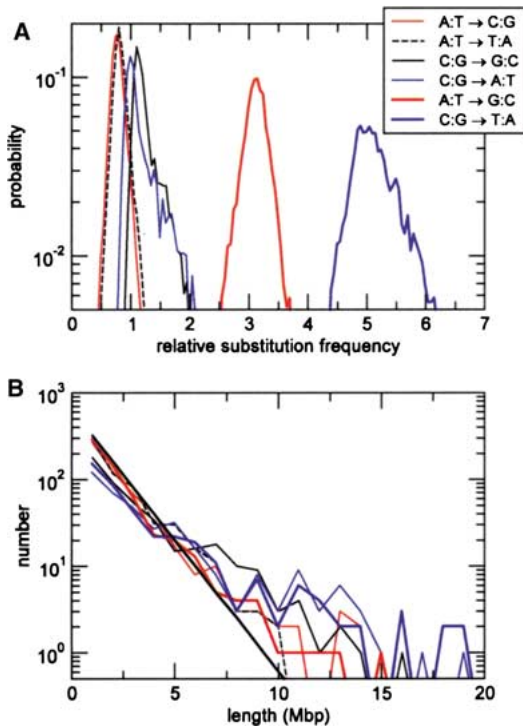 A
A:T → C:G
A:T → T:A
C:G → G:C
C:G → A:T
A:T → G:C
C:G → T:A
10⁻¹
10⁻²
probability
0 1 2 3 4 5 6 7
relative substitution frequency
B
10³
10²
10¹
10⁰
number
0 5 10 15 20
length (Mbp)